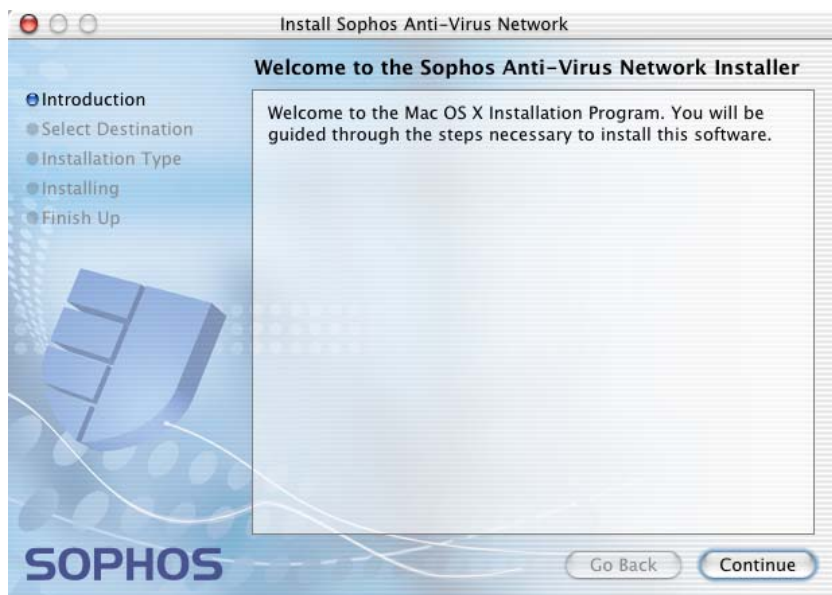 Install Sophos Anti-Virus Network
Welcome to the Sophos Anti-Virus Network Installer
Introduction
Select Destination
Installation Type
Installing
Finish Up
Welcome to the Mac OS X Installation Program. You will be
guided through the steps necessary to install this software.
SOPHOS
Go Back
Continue